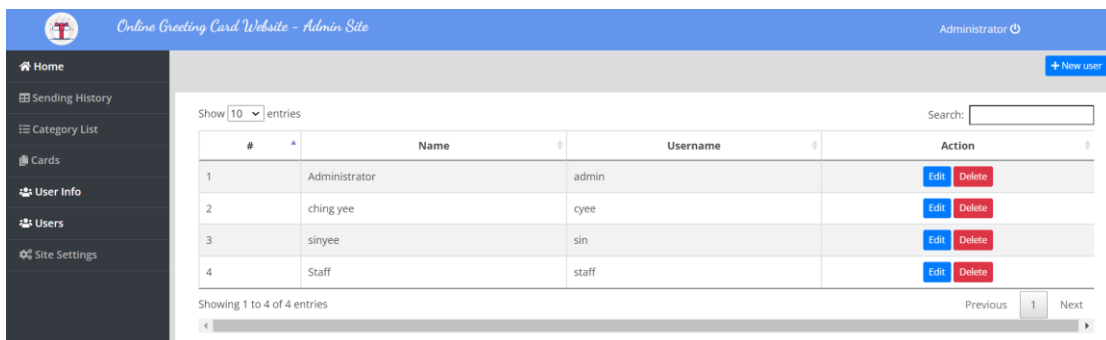 Online Greeting Card Website - Admin Site
Administrator
Home
+ New user
Sending History
Show 10 entries
Search:
Category List
# Name Username Action
Cards
1 Administrator admin Edit Delete
User Info
2 ching yee cyee Edit Delete
Users
3 sinyee sin Edit Delete
Site Settings
4 Staff staff Edit Delete
Showing 1 to 4 of 4 entries
Previous 1 Next